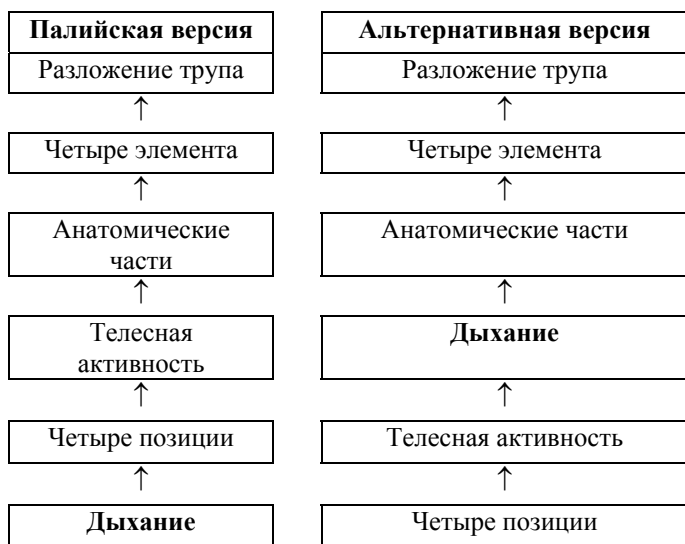 Палийская версия
Разложение трупа
↑
Четыре элемента
↑
Анатомические
части
↑
Телесная
активность
↑
Четыре позиции
↑
Дыхание
Альтернативная версия
Разложение трупа
↑
Четыре элемента
↑
Анатомические части
↑
Дыхание
↑
Телесная активность
↑
Четыре позиции